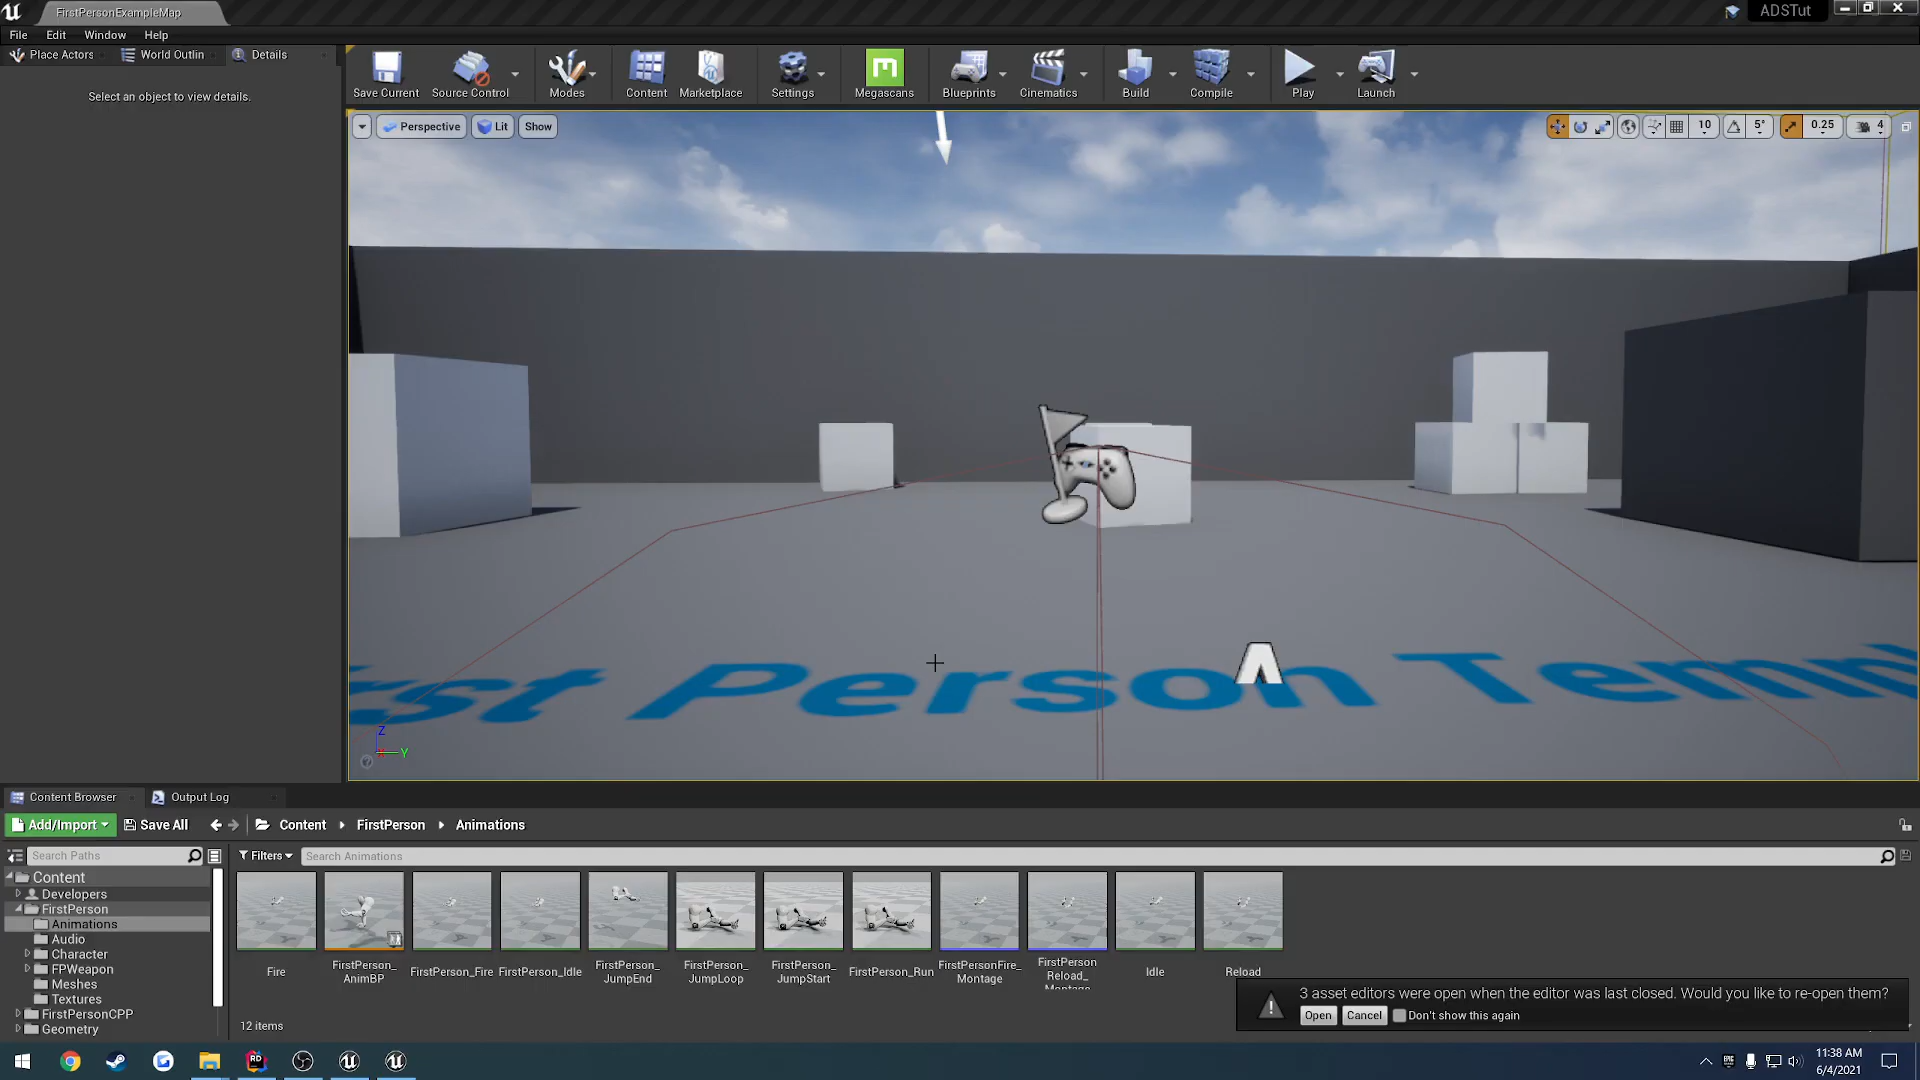 FirstPersonExampleMap
ADSTut
File Edit Window Help
Place Actors World Outlin Details
Select an object to view details.
Save Current Source Control Modes Content Marketplace Settings Megascans Blueprints Cinematics Build Compile Play Launch
Perspective Lit Show
10 5° 0.25 4
rst Person Templ
Z
Y
Content Browser Output Log
Add/Import Save All Content FirstPerson Animations
Search Paths Filters Search Animations
Content
Developers
FirstPerson
Animations
Audio
Character
FPWeapon
Meshes
Textures
FirstPersonCPP
Geometry
Fire
FirstPerson_
AnimBP
FirstPerson_Fire
FirstPerson_Idle
FirstPerson_
JumpEnd
FirstPerson_
JumpLoop
FirstPerson_
JumpStart
FirstPerson_Run
FirstPersonFire_
Montage
FirstPerson
Reload_
Montage
Idle
Reload
12 items
3 asset editors were open when the editor was last closed. Would you like to re-open them?
Open Cancel Don't show this again
11:38 AM
6/4/2021